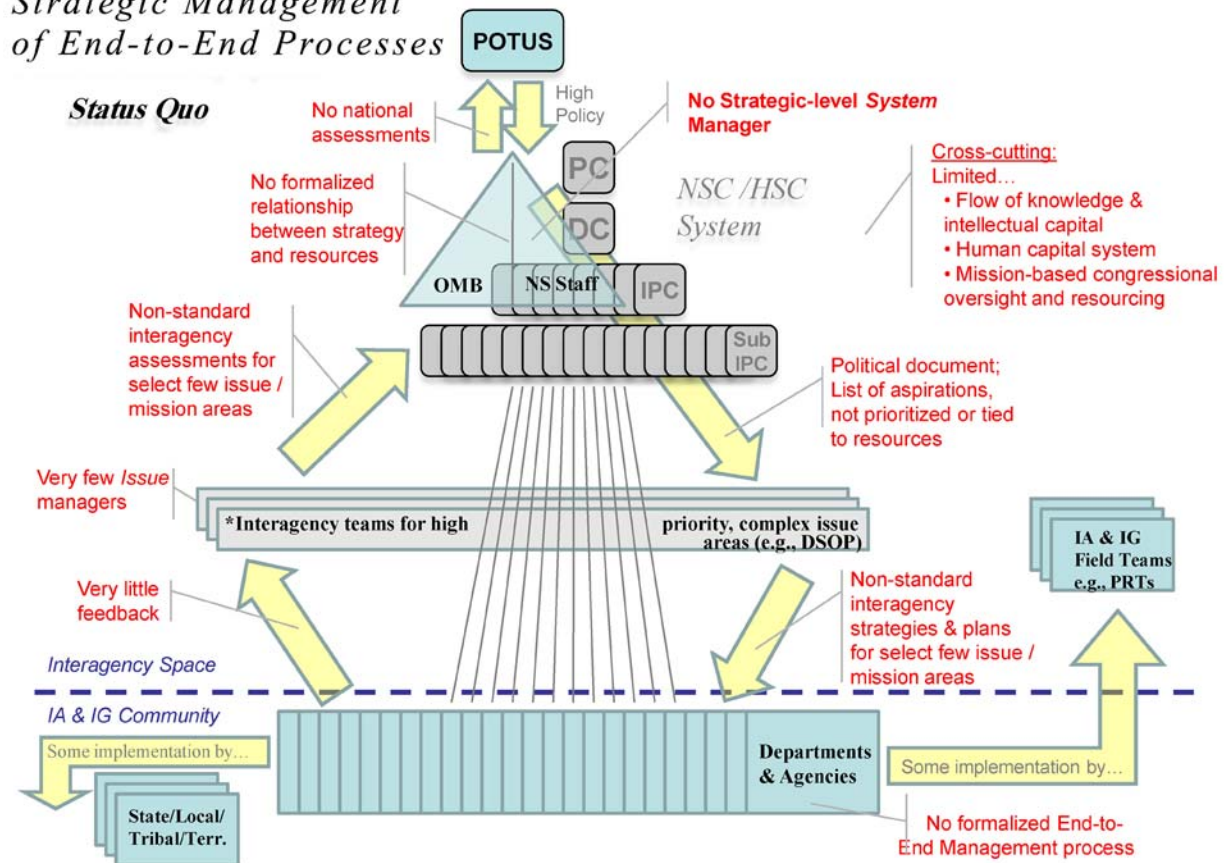 Strategic Management
of End-to-End Processes
Status Quo
POTUS
High
Policy
No national
assessments
No Strategic-level System
Manager
PC
DC
NSC /HSC
System
Cross-cutting:
Limited…
• Flow of knowledge &
intellectual capital
• Human capital system
• Mission-based congressional
oversight and resourcing
No formalized
relationship
between strategy
and resources
OMB
NS Staff
IPC
Sub
IPC
Non-standard
interagency
assessments for
select few issue /
mission areas
Political document;
List of aspirations,
not prioritized or tied
to resources
Very few Issue
managers
*Interagency teams for high
priority, complex issue
areas (e.g., DSOP)
IA & IG
Field Teams
e.g., PRTs
Very little
feedback
Non-standard
interagency
strategies & plans
for select few issue /
mission areas
Interagency Space
IA & IG Community
Some implementation by…
State/Local/
Tribal/Terr.
Departments
& Agencies
Some implementation by…
No formalized End-to-
End Management process